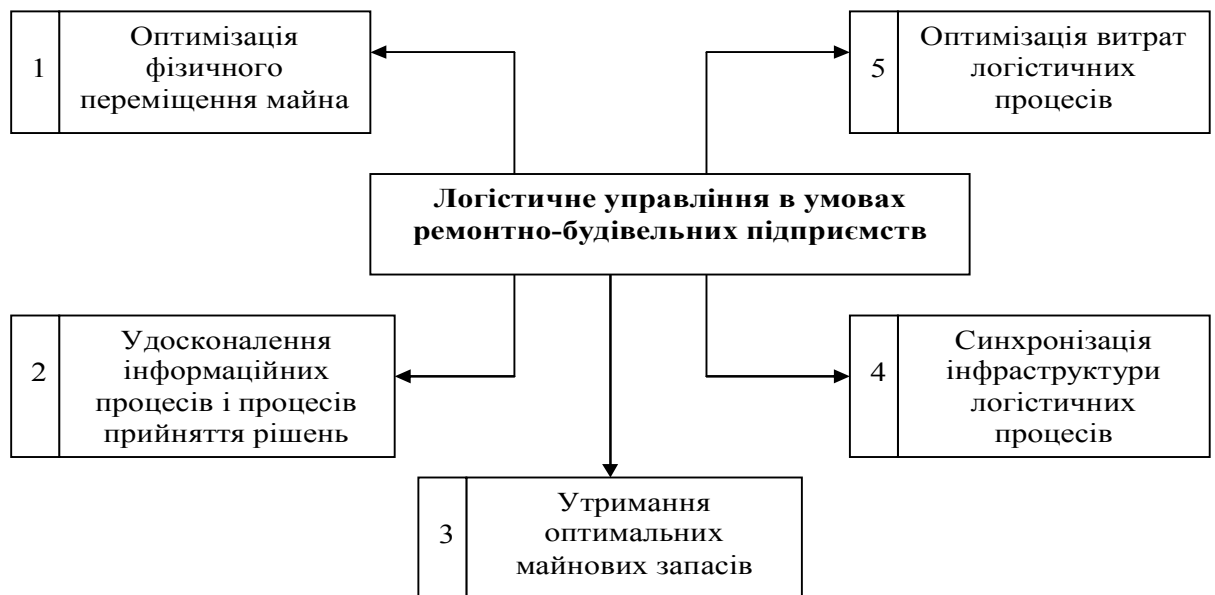 1
Оптимізація
фізичного
переміщення майна
5
Оптимізація витрат
логістичних
процесів
Логістичне управління в умовах
ремонтно-будівельних підприємств
2
Удосконалення
інформаційних
процесів і процесів
прийняття рішень
4
Синхронізація
інфраструктури
логістичних
процесів
3
Утримання
оптимальних
майнових запасів